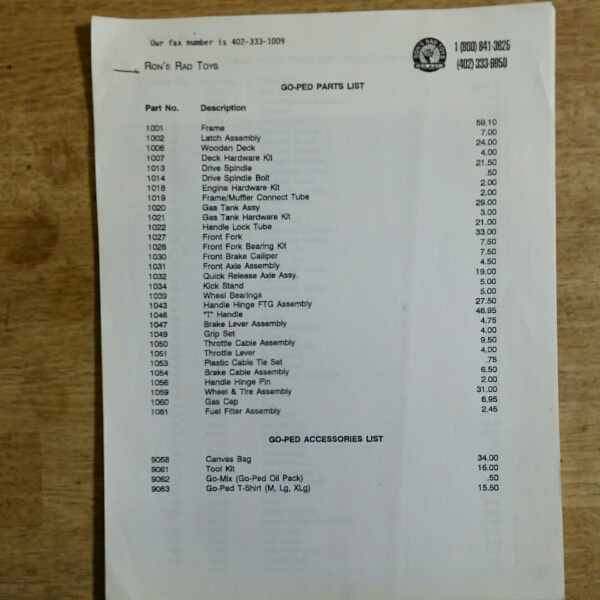 Our fax number is 402-333-1009
RON'S RAD TOYS
RON'S RAD TOYS
1 (800) 841-3625
(402) 333-8850
GO-PED PARTS LIST
Part No. Description
1001 Frame 59.10
1002 Latch Assembly 7.00
1006 Wooden Deck 24.00
1007 Deck Hardware Kit 4.00
1013 Drive Spindle 21.50
1014 Drive Spindle Bolt .50
1018 Engine Hardware Kit 2.00
1019 Frame/Muffler Connect Tube 2.00
1020 Gas Tank Assy 29.00
1021 Gas Tank Hardware Kit 3.00
1022 Handle Lock Tube 21.00
1027 Front Fork 33.00
1028 Front Fork Bearing Kit 7.50
1030 Front Brake Calliper 7.50
1031 Front Axle Assembly 4.50
1032 Quick Release Axle Assy. 19.00
1034 Kick Stand 5.00
1039 Wheel Bearings 5.00
1043 Handle Hinge FTG Assembly 27.50
1046 "T" Handle 48.95
1047 Brake Lever Assembly 4.75
1049 Grip Set 4.00
1050 Throttle Cable Assembly 9.50
1051 Throttle Lever 4.00
1053 Plastic Cable Tie Set .75
1054 Brake Cable Assembly 6.50
1056 Handle Hinge Pin 2.00
1059 Wheel & Tire Assembly 31.00
1060 Gas Cap 6.95
1061 Fuel Filter Assembly 2.45
GO-PED ACCESSORIES LIST
9058 Canvas Bag 34.00
9061 Tool Kit 16.00
9062 Go-Mix (Go-Ped Oil Pack) .50
9063 Go-Ped T-Shirt (M, Lg, XLg) 15.50